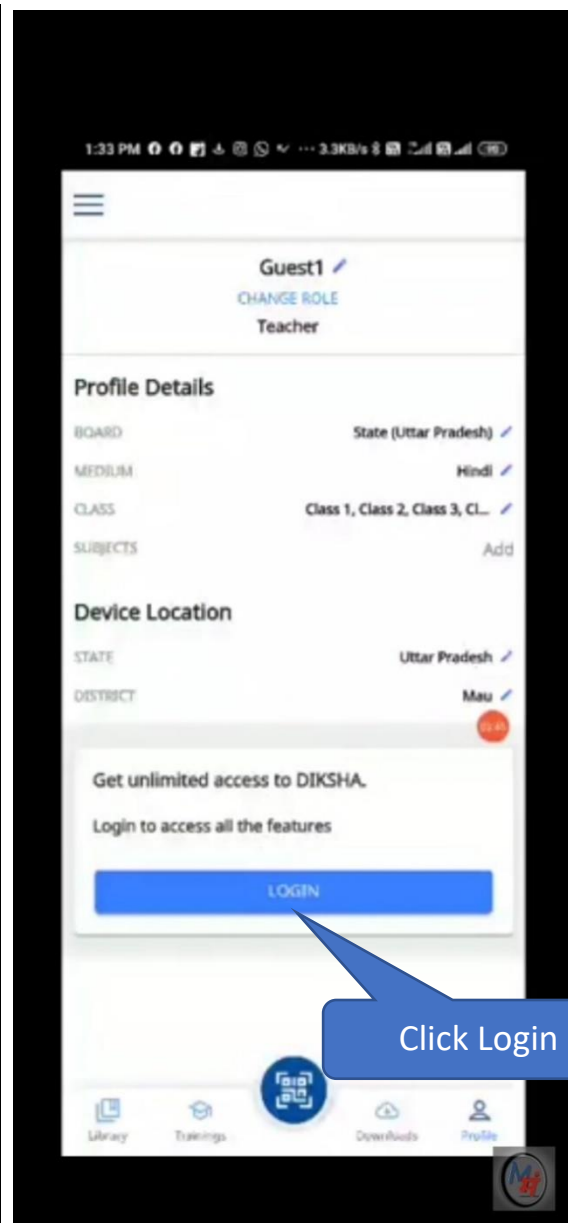 1:33 PM ... 3.3KB/s
Guest1
CHANGE ROLE
Teacher
Profile Details
BOARD State (Uttar Pradesh)
MEDIUM Hindi
CLASS Class 1, Class 2, Class 3, Cl...
SUBJECTS Add
Device Location
STATE Uttar Pradesh
DISTRICT Mau
Get unlimited access to DIKSHA.
Login to access all the features
LOGIN
Click Login
Library Trainings Downloads Profile